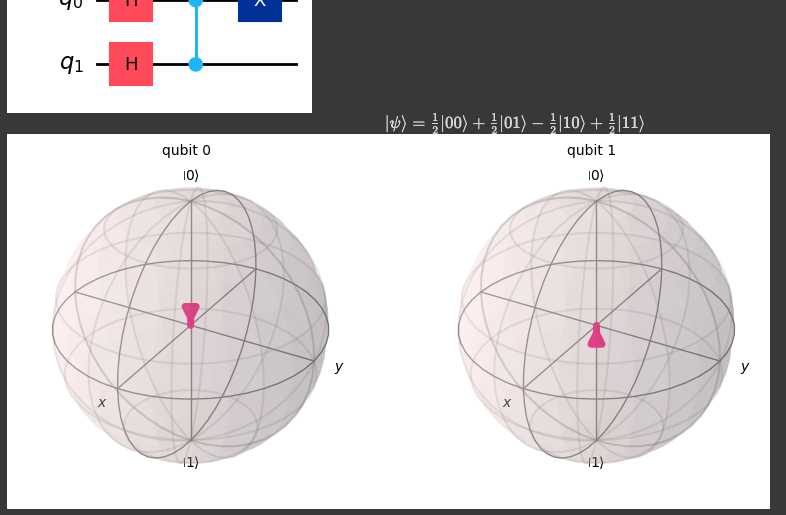 q0 H X
q1 H
|ψ⟩ = 1/2|00⟩ + 1/2|01⟩ − 1/2|10⟩ + 1/2|11⟩
qubit 0 qubit 1
|0⟩ |0⟩
y y
x x
|1⟩ |1⟩